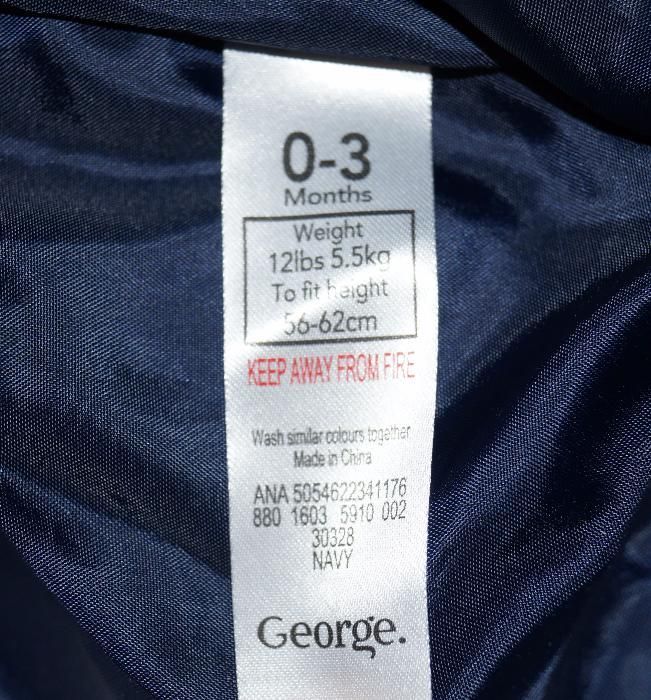 0-3
Months
Weight
12lbs 5.5kg
To fit height
56-62cm
KEEP AWAY FROM FIRE
Wash similar colours together
Made in China
ANA 5054622341176
880 1603 5910 002
30328
NAVY
George.